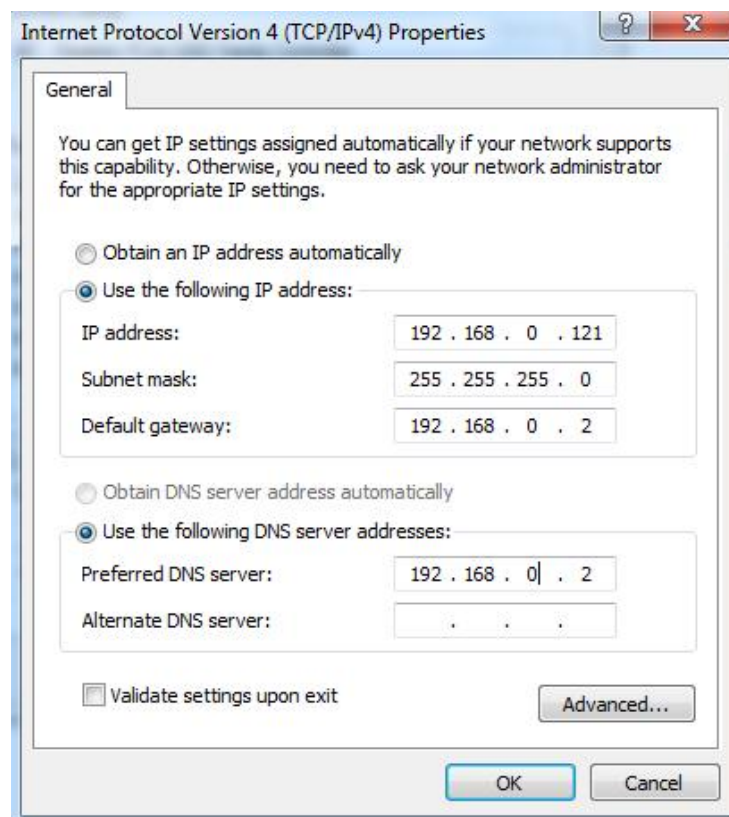 Internet Protocol Version 4 (TCP/IPv4) Properties
?
X
General
You can get IP settings assigned automatically if your network supports
this capability. Otherwise, you need to ask your network administrator
for the appropriate IP settings.
Obtain an IP address automatically
Use the following IP address:
IP address: 192 . 168 . 0 . 121
Subnet mask: 255 . 255 . 255 . 0
Default gateway: 192 . 168 . 0 . 2
Obtain DNS server address automatically
Use the following DNS server addresses:
Preferred DNS server: 192 . 168 . 0 . 2
Alternate DNS server: . . .
Validate settings upon exit
Advanced...
OK Cancel